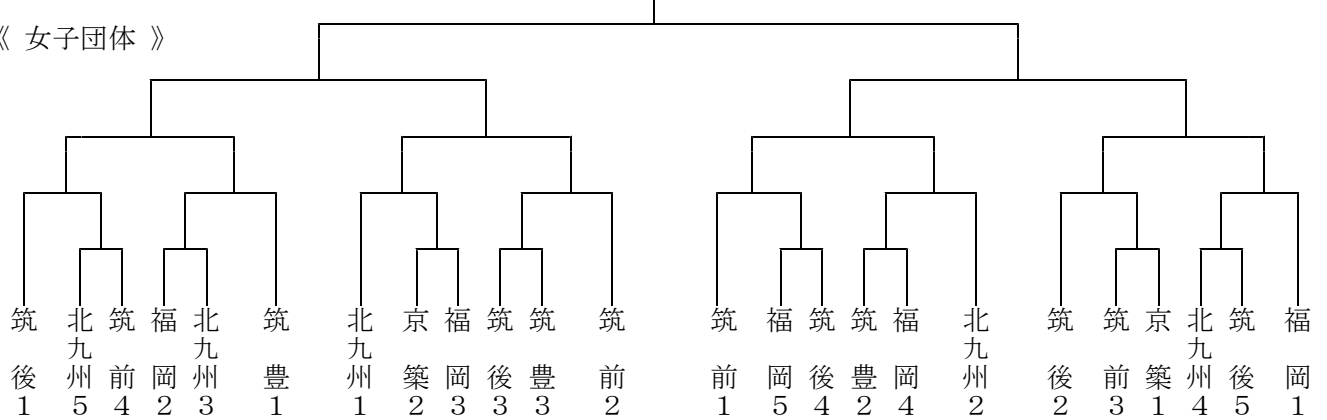 《 女子団体 》
筑後1
北九州5
筑前4
福岡2
北九州3
筑豊1
北九州1
京築2
福岡3
筑後3
筑豊3
筑前2
筑前1
福岡5
筑後4
筑豊2
福岡4
北九州2
筑後2
筑前3
京築1
北九州4
筑後5
福岡1